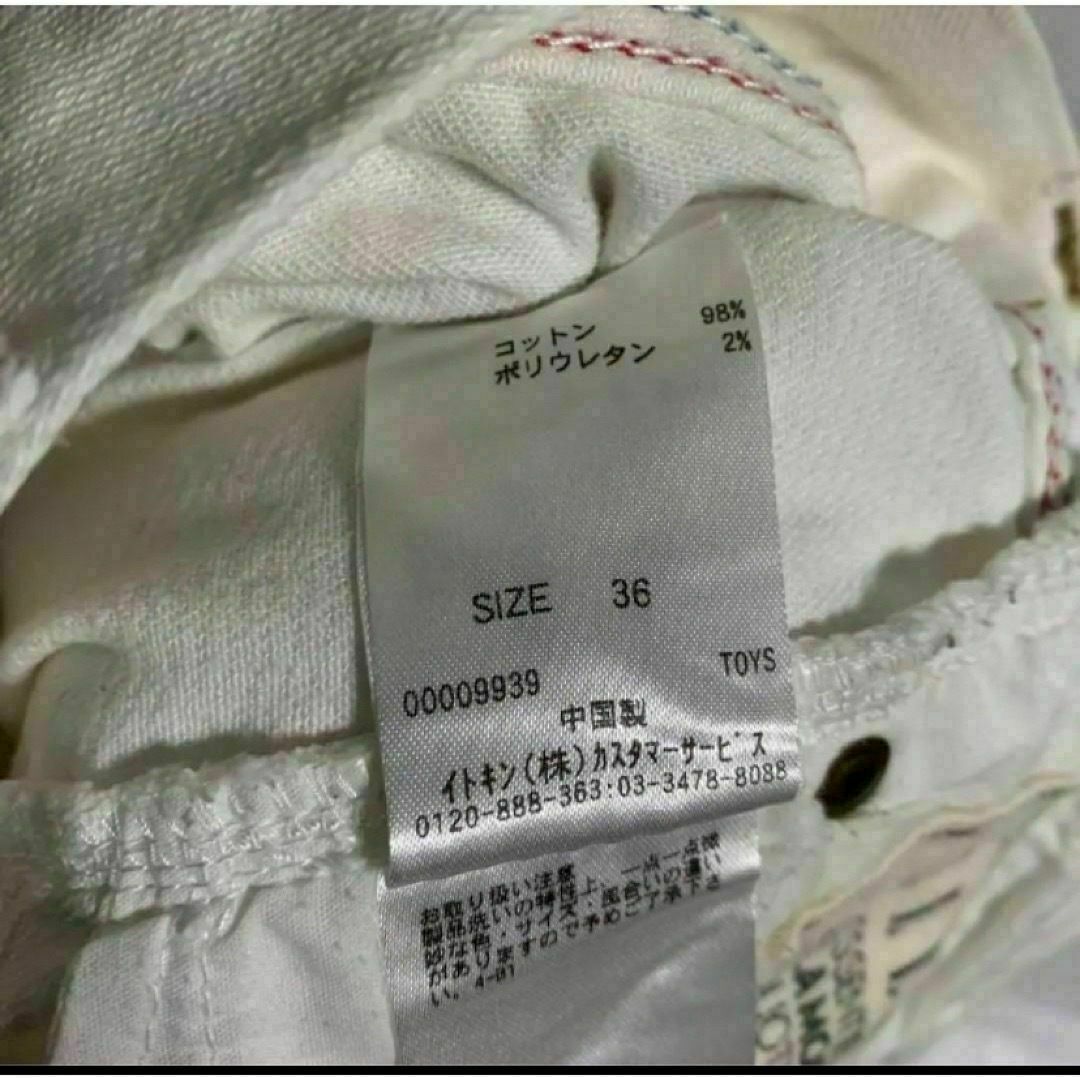 コットン 98%
ポリウレタン 2%
SIZE 36
00009939 TOYS
中国製
イトキン(株)カスタマーサービス
0120-888-363:03-3478-8088
お取り扱い注意
製品洗いの特性上、一点一点微
妙な色・サイズ・風合いの違い
がありますので予めご了承下さ
い。4-01